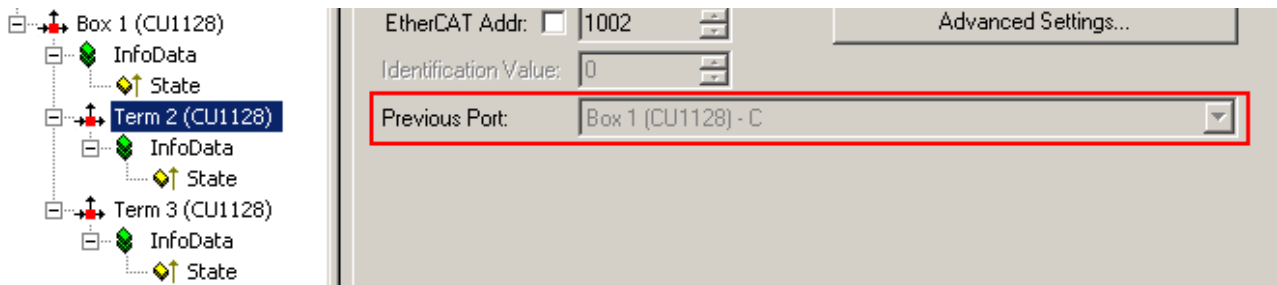 Box 1 (CU1128)
InfoData
State
Term 2 (CU1128)
InfoData
State
Term 3 (CU1128)
InfoData
State
EtherCAT Addr: 1002 Advanced Settings...
Identification Value: 0
Previous Port: Box 1 (CU1128) - C